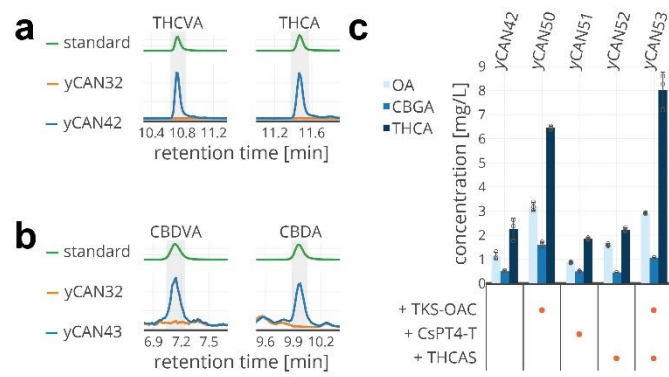 a
THCVA THCA
standard
yCAN32
yCAN42
10.4 10.8 11.2 11.2 11.6
retention time [min]
b
CBDVA CBDA
standard
yCAN32
yCAN43
6.9 7.2 7.5 9.6 9.9 10.2
retention time [min]
c
yCAN42 yCAN50 yCAN51 yCAN52 yCAN53
OA
CBGA
THCA
concentration [mg/L]
9
8
7
6
5
4
3
2
1
0
+ TKS-OAC
+ CsPT4-T
+ THCAS